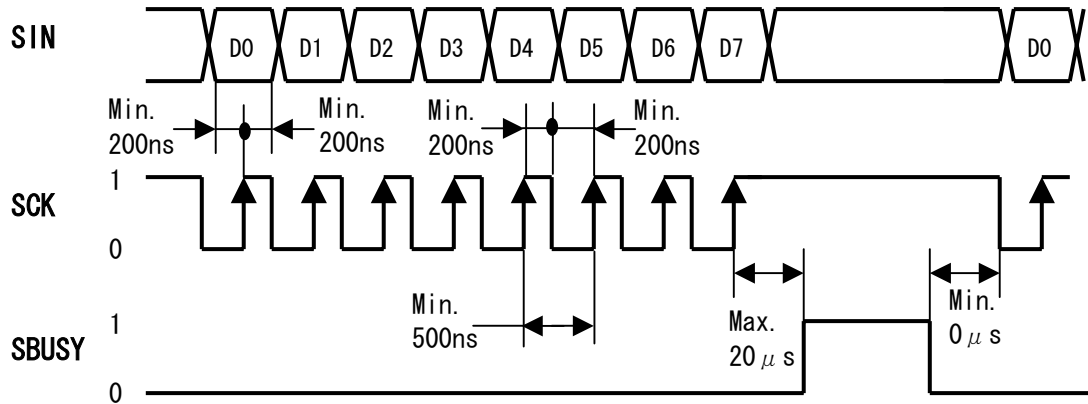 SIN D0 D1 D2 D3 D4 D5 D6 D7 D0
Min. Min. Min. Min.
200ns 200ns 200ns 200ns
1
SCK
0
Min. Min.
1 500ns Max. 0μs
SBUSY 20μs
0